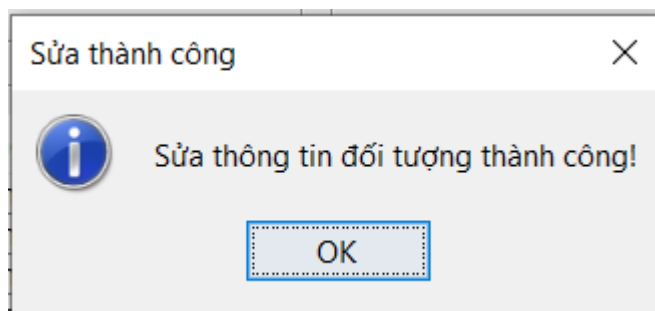 Sửa thành công
Sửa thông tin đối tượng thành công!
OK